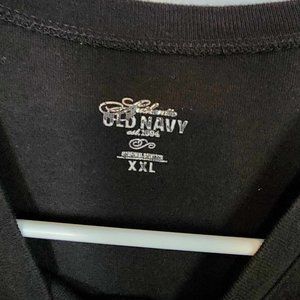 Authentic
OLD NAVY
est. 1994
XXL